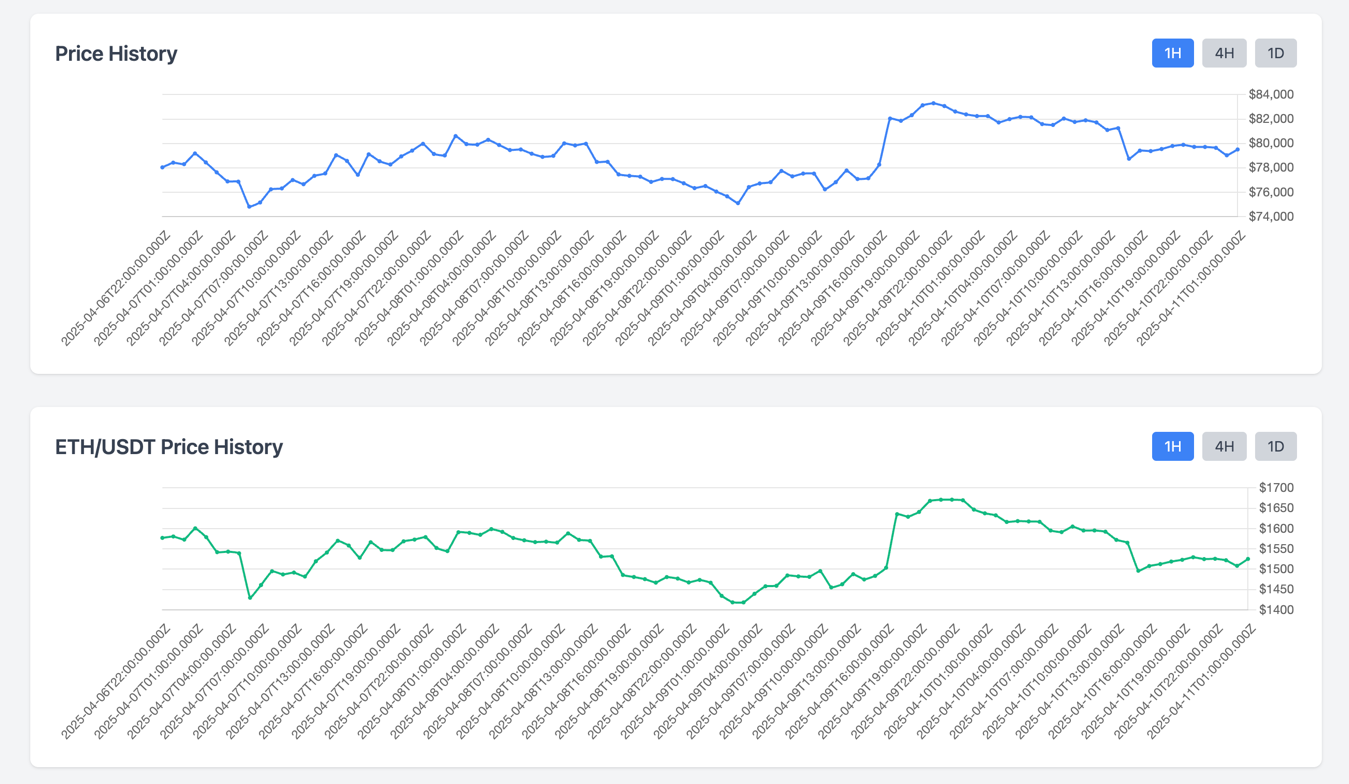 Price History
1H 4H 1D
$84,000
$82,000
$80,000
$78,000
$76,000
$74,000
2025-04-06T22:00:00.000Z
2025-04-07T01:00:00.000Z
2025-04-07T04:00:00.000Z
2025-04-07T07:00:00.000Z
2025-04-07T10:00:00.000Z
2025-04-07T13:00:00.000Z
2025-04-07T16:00:00.000Z
2025-04-07T19:00:00.000Z
2025-04-07T22:00:00.000Z
2025-04-08T01:00:00.000Z
2025-04-08T04:00:00.000Z
2025-04-08T07:00:00.000Z
2025-04-08T10:00:00.000Z
2025-04-08T13:00:00.000Z
2025-04-08T16:00:00.000Z
2025-04-08T19:00:00.000Z
2025-04-08T22:00:00.000Z
2025-04-09T01:00:00.000Z
2025-04-09T04:00:00.000Z
2025-04-09T07:00:00.000Z
2025-04-09T10:00:00.000Z
2025-04-09T13:00:00.000Z
2025-04-09T16:00:00.000Z
2025-04-09T19:00:00.000Z
2025-04-09T22:00:00.000Z
2025-04-10T01:00:00.000Z
2025-04-10T04:00:00.000Z
2025-04-10T07:00:00.000Z
2025-04-10T10:00:00.000Z
2025-04-10T13:00:00.000Z
2025-04-10T16:00:00.000Z
2025-04-10T19:00:00.000Z
2025-04-10T22:00:00.000Z
2025-04-11T01:00:00.000Z
ETH/USDT Price History
1H 4H 1D
$1700
$1650
$1600
$1550
$1500
$1450
$1400
2025-04-06T22:00:00.000Z
2025-04-07T01:00:00.000Z
2025-04-07T04:00:00.000Z
2025-04-07T07:00:00.000Z
2025-04-07T10:00:00.000Z
2025-04-07T13:00:00.000Z
2025-04-07T16:00:00.000Z
2025-04-07T19:00:00.000Z
2025-04-07T22:00:00.000Z
2025-04-08T01:00:00.000Z
2025-04-08T04:00:00.000Z
2025-04-08T07:00:00.000Z
2025-04-08T10:00:00.000Z
2025-04-08T13:00:00.000Z
2025-04-08T16:00:00.000Z
2025-04-08T19:00:00.000Z
2025-04-08T22:00:00.000Z
2025-04-09T01:00:00.000Z
2025-04-09T04:00:00.000Z
2025-04-09T07:00:00.000Z
2025-04-09T10:00:00.000Z
2025-04-09T13:00:00.000Z
2025-04-09T16:00:00.000Z
2025-04-09T19:00:00.000Z
2025-04-09T22:00:00.000Z
2025-04-10T01:00:00.000Z
2025-04-10T04:00:00.000Z
2025-04-10T07:00:00.000Z
2025-04-10T10:00:00.000Z
2025-04-10T13:00:00.000Z
2025-04-10T16:00:00.000Z
2025-04-10T19:00:00.000Z
2025-04-10T22:00:00.000Z
2025-04-11T01:00:00.000Z